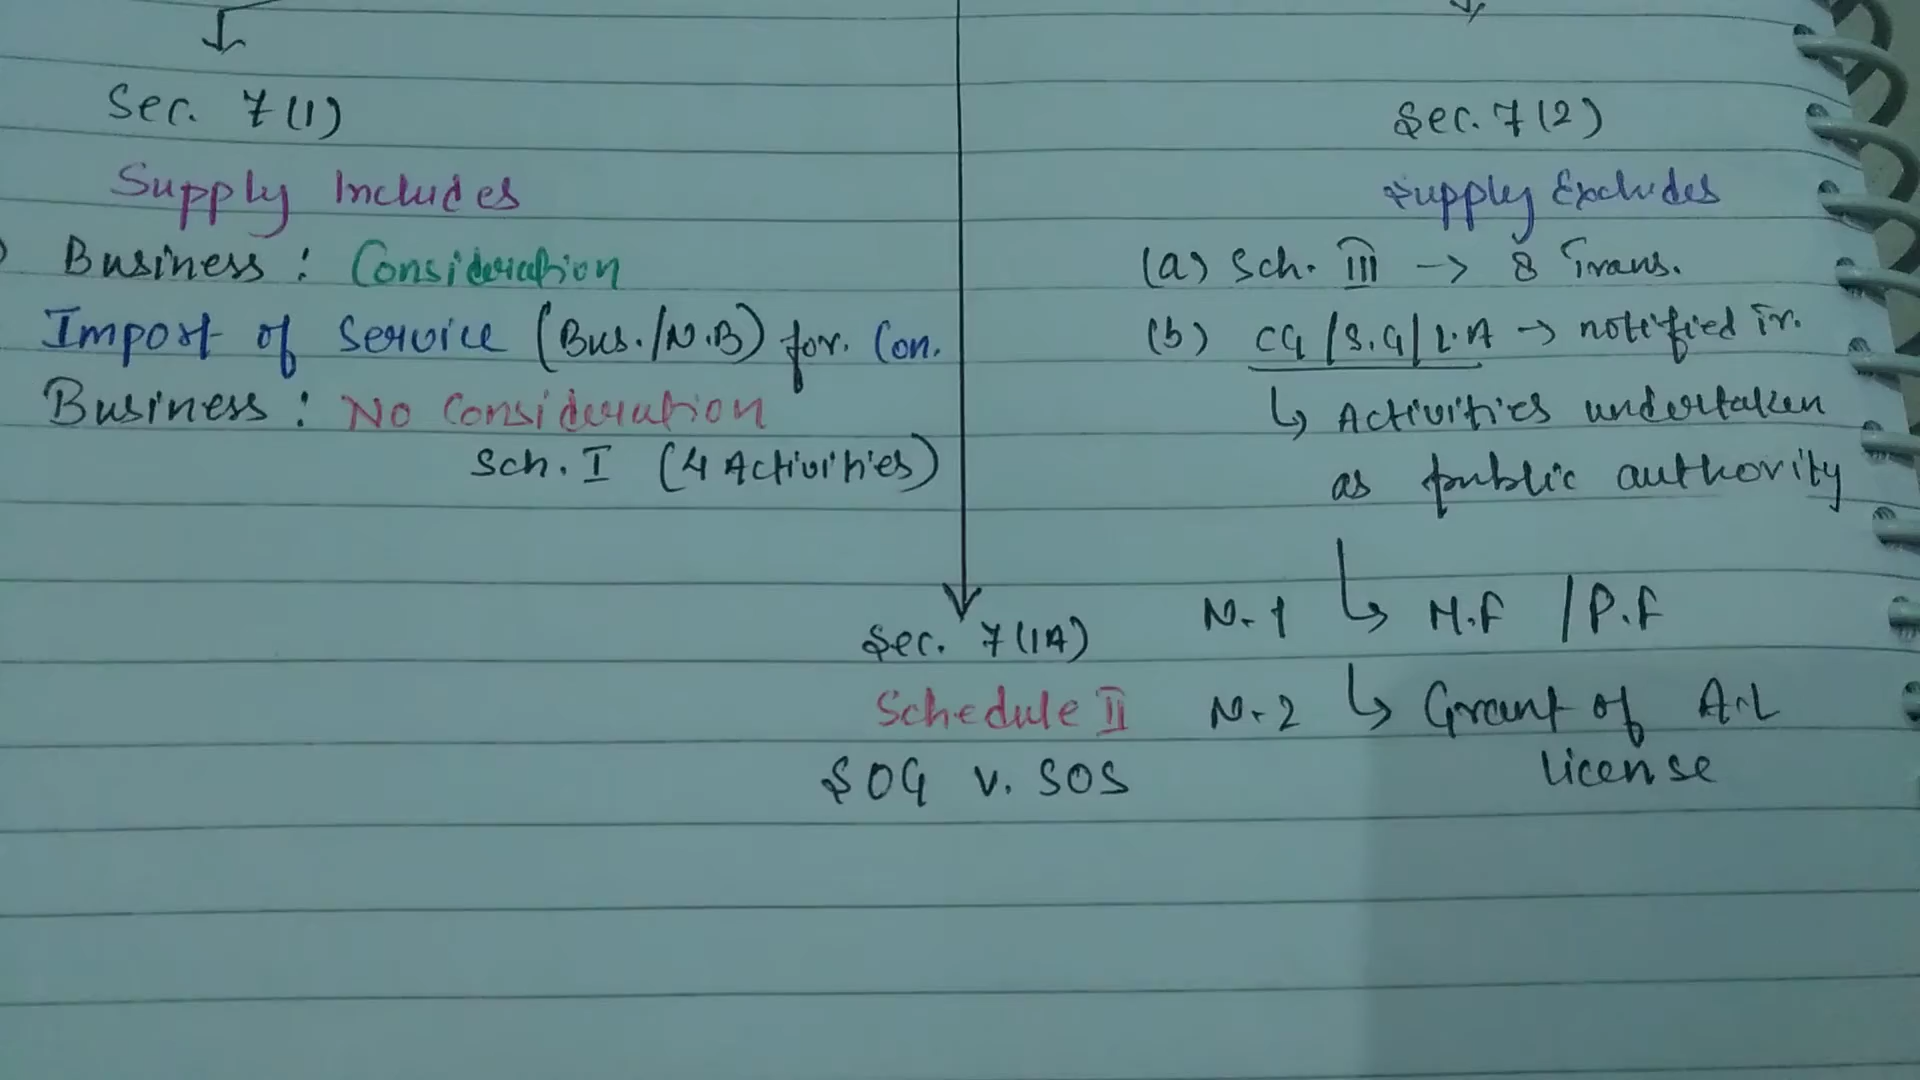 Sec. 7(1)
Supply Includes
Business : Consideration
Import of Service (Bus./N.B) for. Con.
Business : No Consideration
Sch. I (4 Activities)
Sec. 7(1A)
Schedule II
SOG v. SOS
Sec. 7(2)
Supply Excludes
(a) Sch. III -> 8 Trans.
(b) CG/S.G/L.A -> notified Tr.
↳ Activities undertaken
as public authority
N-1 ↳ M.F / P.F
N-2 ↳ Grant of A.L
License